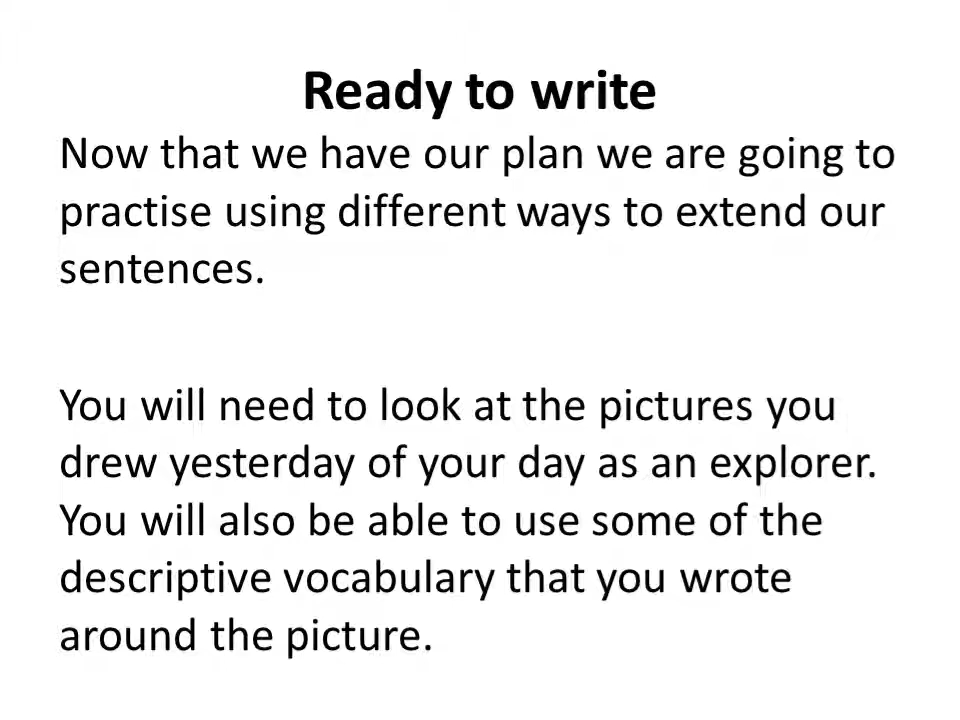 Ready to write
Now that we have our plan we are going to
practise using different ways to extend our
sentences.
You will need to look at the pictures you
drew yesterday of your day as an explorer.
You will also be able to use some of the
descriptive vocabulary that you wrote
around the picture.